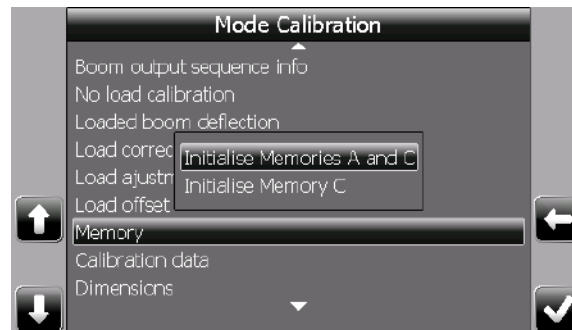 Mode Calibration
Boom output sequence info
No load calibration
Loaded boom deflection
Load correc
Load ajustm
Load offset
Initialise Memories A and C
Initialise Memory C
Memory
Calibration data
Dimensions